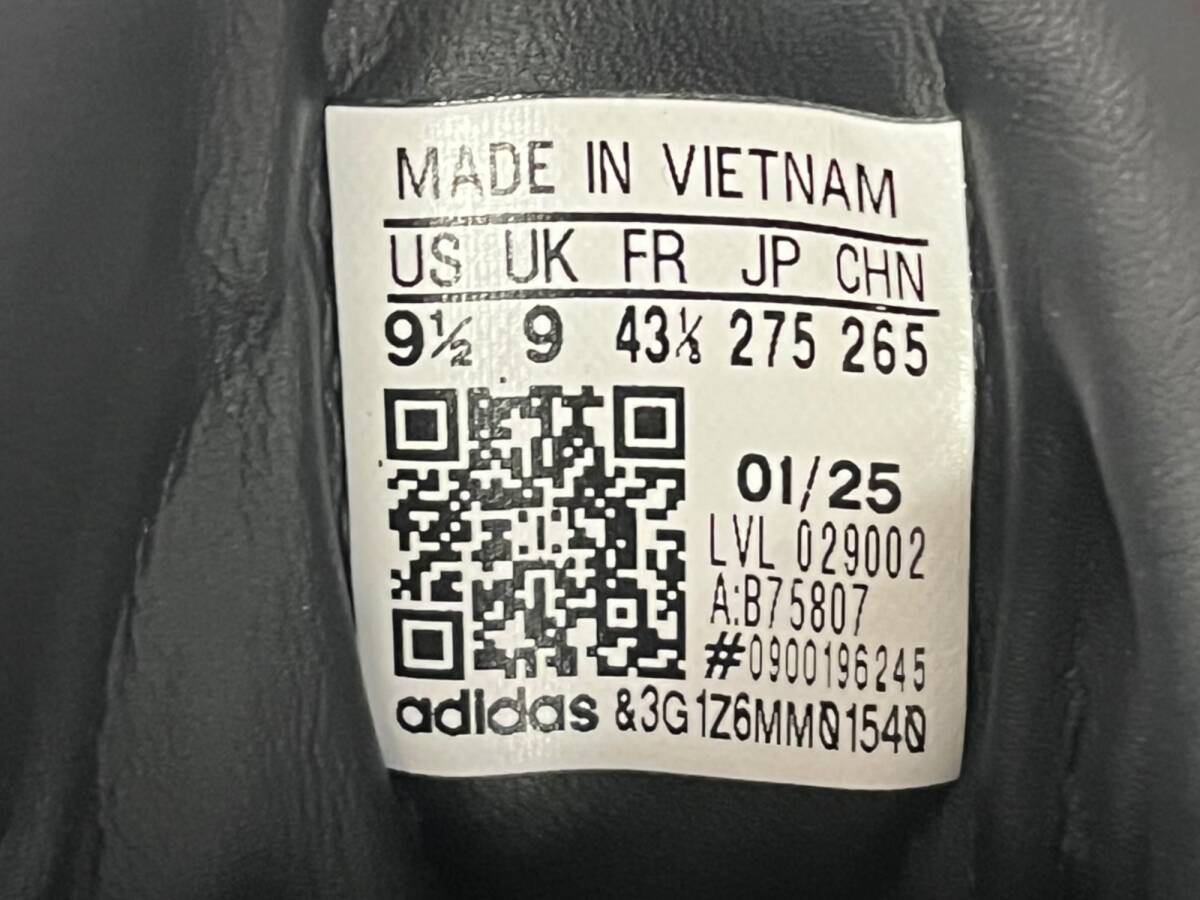 MADE IN VIETNAM
US UK FR JP CHN
9½ 9 43⅓ 275 265
01/25
LVL 029002
A:B75807
#0900196245
adidas &3G1Z6MMQ1540